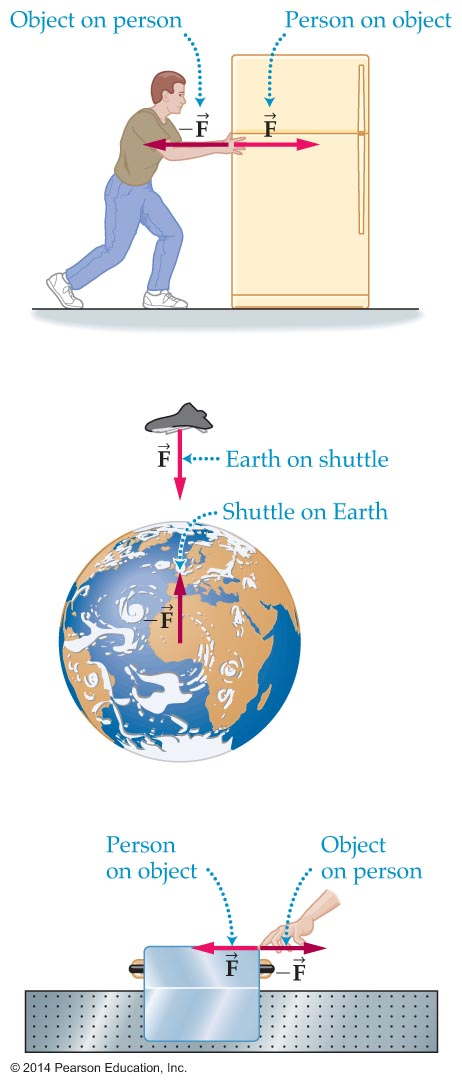 Object on person
Person on object
−F⃗
F⃗
F⃗
Earth on shuttle
Shuttle on Earth
−F⃗
Person
on object
Object
on person
F⃗
−F⃗
© 2014 Pearson Education, Inc.